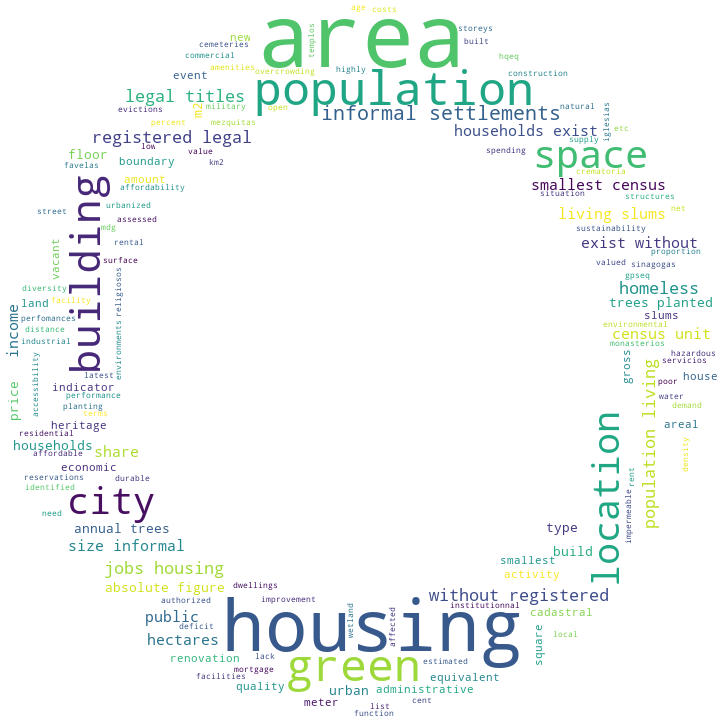 age costs
area
storeys
new
templos
built
cemeteries
commercial
hqeq
amenities
overcrowding
highly
construction
event
population
natural
legal titles
m2
military
open
informal settlements
iglesias
etc
evictions
percent
mezquitas
households exist
registered legal
supply
low
value
spending
space
floor
km2
crematoria
favelas
boundary
situation
smallest census
amount
affordability
structures
building
urbanized
street
assessed
living slums
net
mdg
sustainability
rental
exist without
proportion
vacant
surface
valued
sinagogas
gpseq
religiosos
diversity
homeless
facility
land
trees planted
income
perfomances
slums
distance
environmental
environments
census unit
industrial
monasterios
hazardous
servicios
gross
latest
poor
house
accessibility
indicator
population living
price
performance
water
planting
demand
terms
location
heritage
areal
residential
households
share
density
affordable
economic
rent
reservations
durable
impermeable
identified
city
need
annual trees
type
size informal
build
smallest
jobs housing
activity
absolute figure
dwellings
without registered
authorized
improvement
institutionnal
public
housing
cadastral
deficit
wetland
affected
hectares
local
square
renovation
lack
green
estimated
mortgage
facilities
equivalent
quality
urban
administrative
meter
list
cent
function